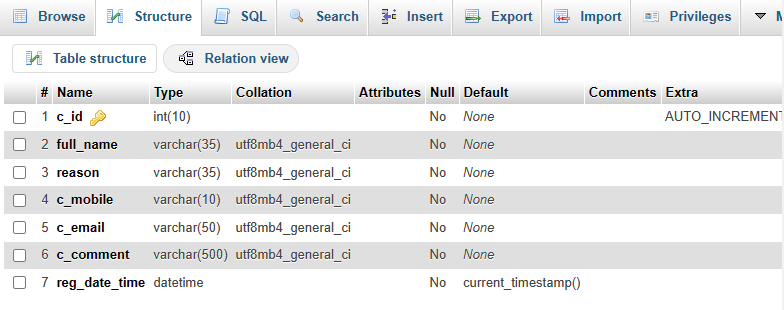 Browse Structure SQL Search Insert Export Import Privileges
Table structure Relation view
# Name Type Collation Attributes Null Default Comments Extra
1 c_id int(10) No None AUTO_INCREMENT
2 full_name varchar(35) utf8mb4_general_ci No None
3 reason varchar(35) utf8mb4_general_ci No None
4 c_mobile varchar(10) utf8mb4_general_ci No None
5 c_email varchar(50) utf8mb4_general_ci No None
6 c_comment varchar(500) utf8mb4_general_ci No None
7 reg_date_time datetime No current_timestamp()